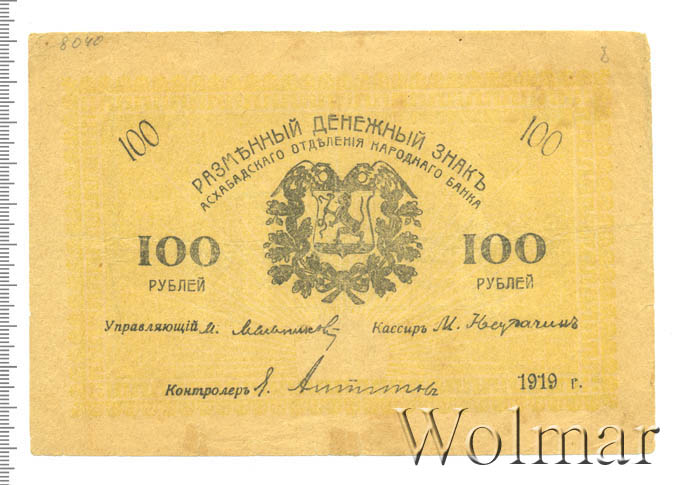 8040
100 100
РАЗМѢННЫЙ ДЕНЕЖНЫЙ ЗНАКЪ
АСХАБАДСКАГО ОТДѢЛЕНІЯ НАРОДНАГО БАНКА
100 100
РУБЛЕЙ РУБЛЕЙ
Управляющій М. Кассиръ М.
Контролеръ
1919 г.
Wolmar